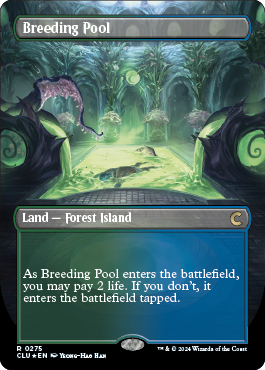 Breeding Pool
Land — Forest Island
As Breeding Pool enters the battlefield,
you may pay 2 life. If you don't, it
enters the battlefield tapped.
R 0275
CLU★EN Yeong-Hao Han
™ & © 2024 Wizards of the Coast